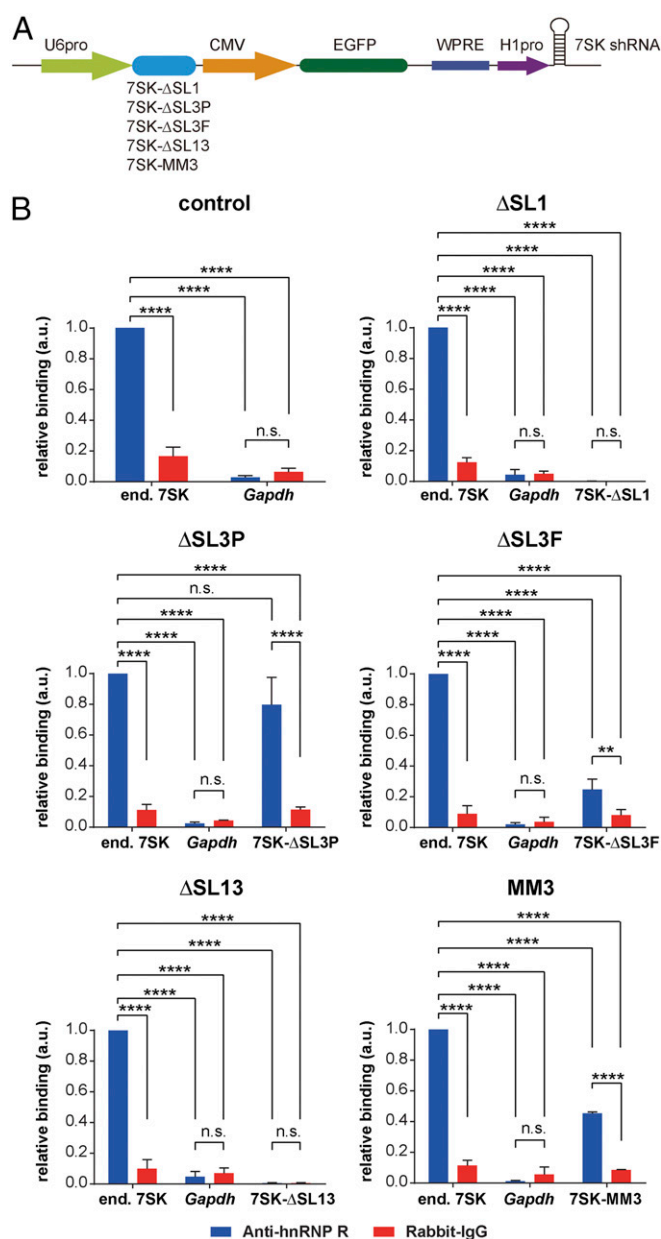 A
U6pro CMV EGFP WPRE H1pro 7SK shRNA
7SK-ΔSL1
7SK-ΔSL3P
7SK-ΔSL3F
7SK-ΔSL13
7SK-MM3
B
control
****
****
****
n.s.
relative binding (a.u.)
1.0
0.8
0.6
0.4
0.2
0.0
end. 7SK Gapdh
ΔSL1
****
****
****
****
****
n.s. n.s.
relative binding (a.u.)
1.0
0.8
0.6
0.4
0.2
0.0
end. 7SK Gapdh 7SK-ΔSL1
ΔSL3P
****
n.s.
****
****
**** ****
n.s.
relative binding (a.u.)
1.0
0.8
0.6
0.4
0.2
0.0
end. 7SK Gapdh 7SK-ΔSL3P
ΔSL3F
****
****
****
****
****
**
n.s.
relative binding (a.u.)
1.0
0.8
0.6
0.4
0.2
0.0
end. 7SK Gapdh 7SK-ΔSL3F
ΔSL13
****
****
****
****
****
n.s. n.s.
relative binding (a.u.)
1.0
0.8
0.6
0.4
0.2
0.0
end. 7SK Gapdh 7SK-ΔSL13
MM3
****
****
****
****
****
****
n.s.
relative binding (a.u.)
1.0
0.8
0.6
0.4
0.2
0.0
end. 7SK Gapdh 7SK-MM3
Anti-hnRNP R Rabbit-IgG